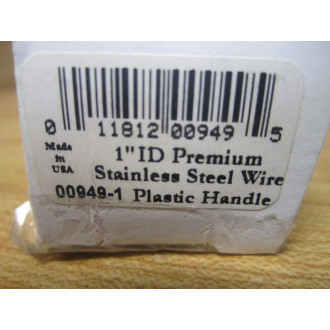 0 11812 00949 5
Made
in
USA
1" ID Premium
Stainless Steel Wire
00949-1 Plastic Handle